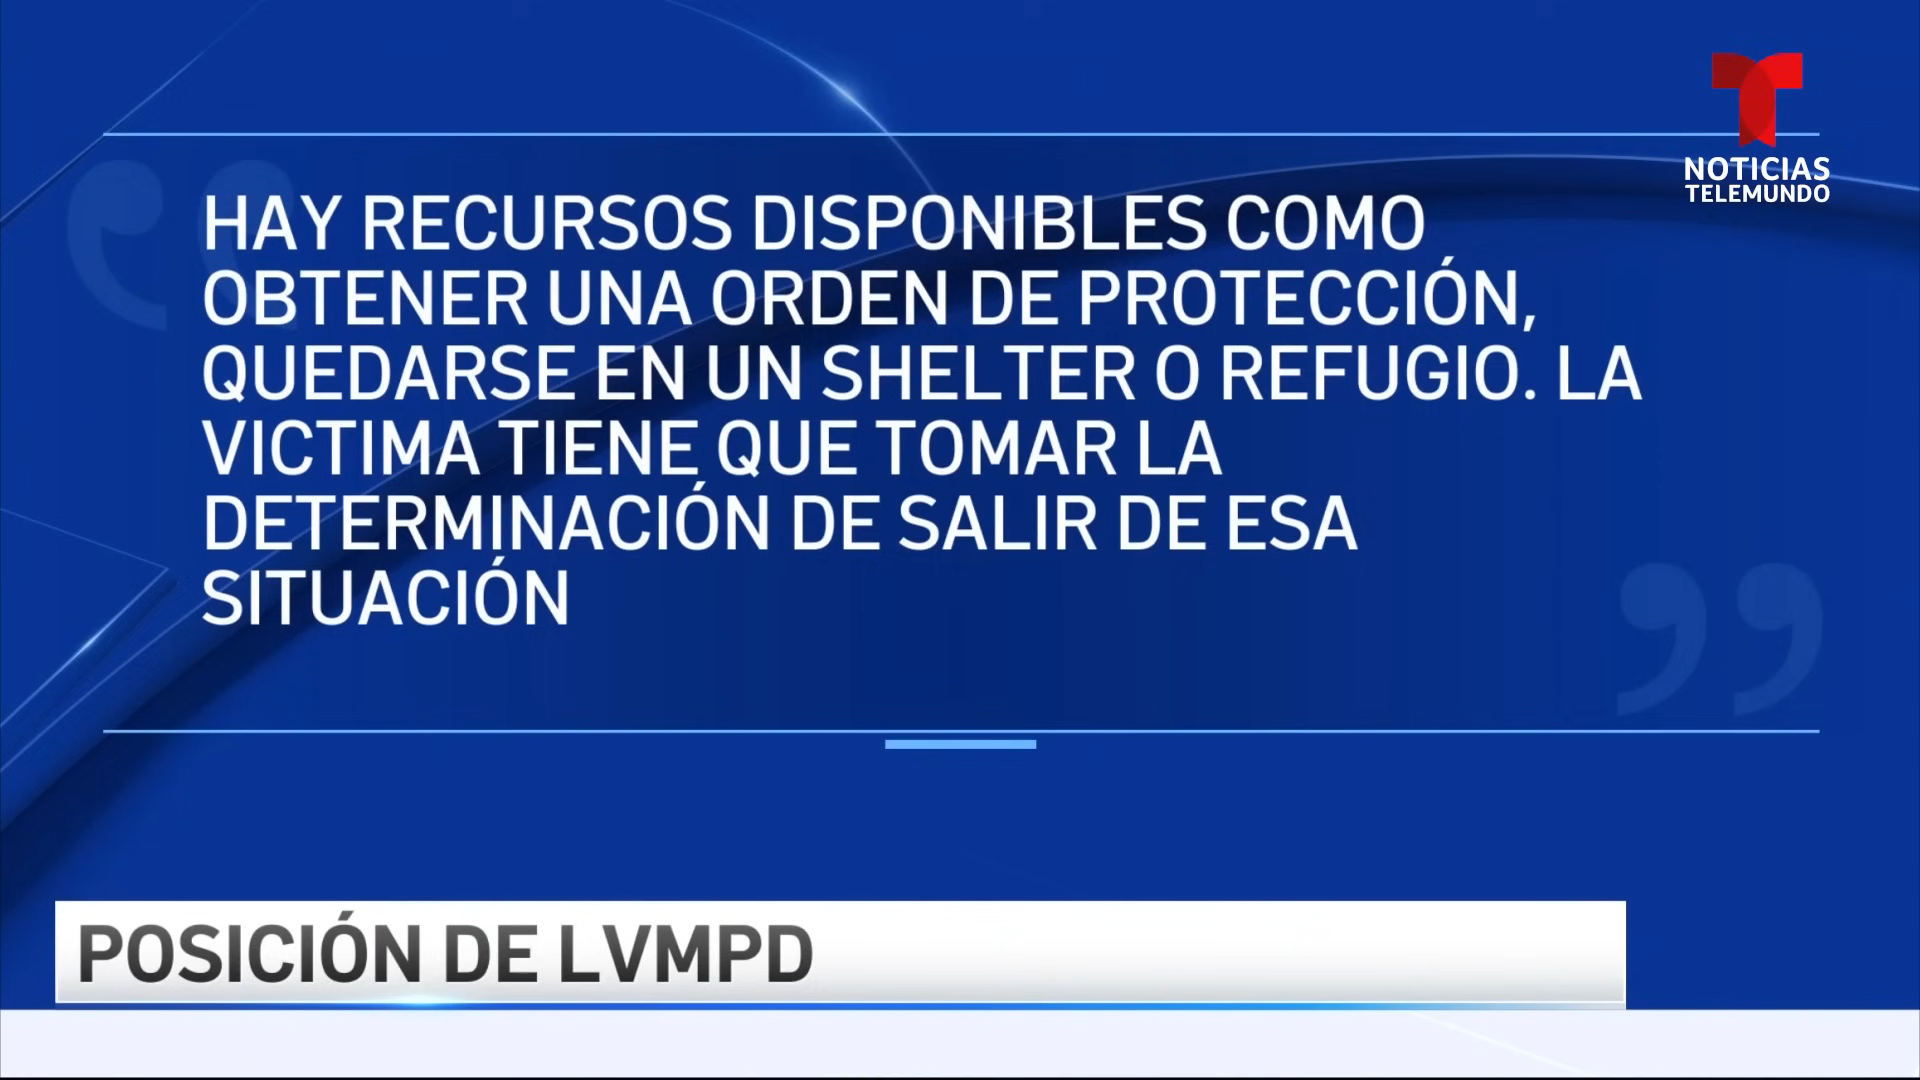 NOTICIAS
TELEMUNDO
HAY RECURSOS DISPONIBLES COMO
OBTENER UNA ORDEN DE PROTECCIÓN,
QUEDARSE EN UN SHELTER O REFUGIO. LA
VICTIMA TIENE QUE TOMAR LA
DETERMINACIÓN DE SALIR DE ESA
SITUACIÓN
POSICIÓN DE LVMPD